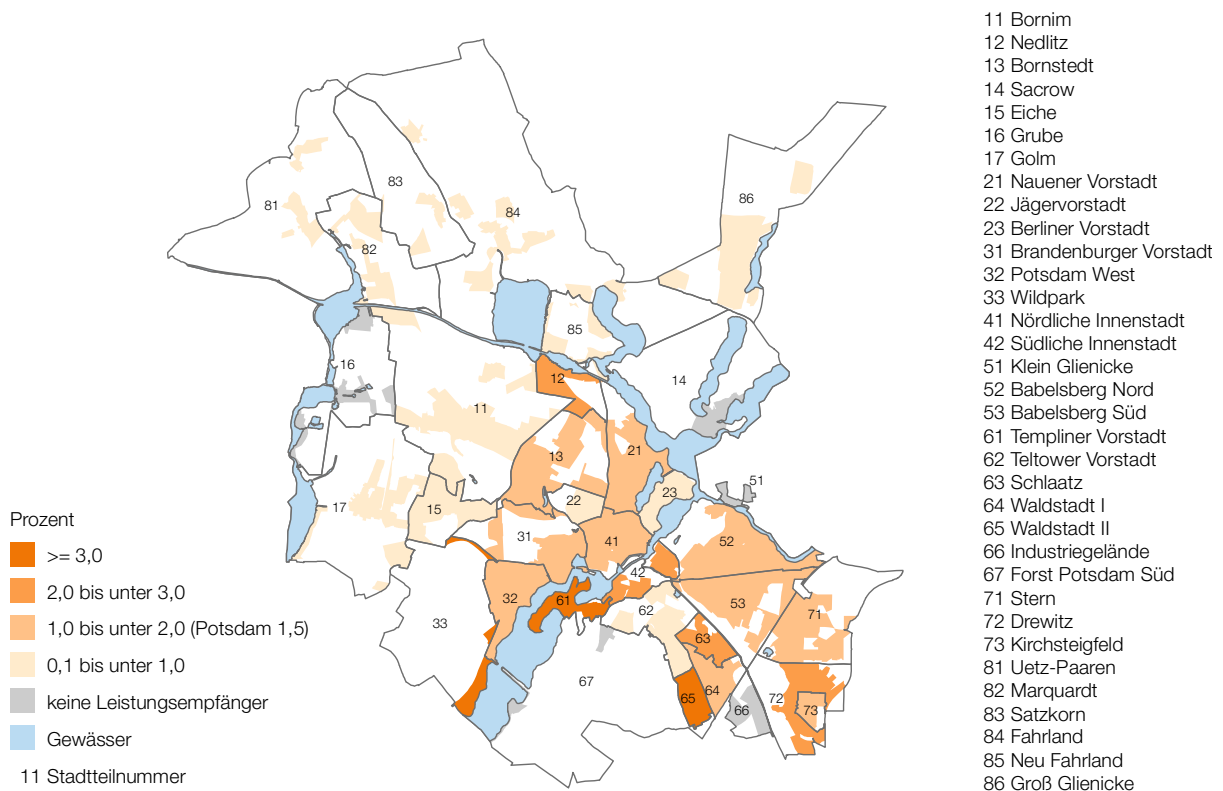 11 Bornim
12 Nedlitz
13 Bornstedt
14 Sacrow
15 Eiche
16 Grube
17 Golm
21 Nauener Vorstadt
22 Jägervorstadt
23 Berliner Vorstadt
31 Brandenburger Vorstadt
32 Potsdam West
33 Wildpark
41 Nördliche Innenstadt
42 Südliche Innenstadt
51 Klein Glienicke
52 Babelsberg Nord
53 Babelsberg Süd
61 Templiner Vorstadt
62 Teltower Vorstadt
63 Schlaatz
64 Waldstadt I
65 Waldstadt II
66 Industriegelände
67 Forst Potsdam Süd
71 Stern
72 Drewitz
73 Kirchsteigfeld
81 Uetz-Paaren
82 Marquardt
83 Satzkorn
84 Fahrland
85 Neu Fahrland
86 Groß Glienicke
83
86
81
84
82
85
16
12
14
11
13
21
51
23
22
17
15
31
41
52
42
61
32
53
62
71
33
63
67
65
64
72
66
73
Prozent
>= 3,0
2,0 bis unter 3,0
1,0 bis unter 2,0 (Potsdam 1,5)
0,1 bis unter 1,0
keine Leistungsempfänger
Gewässer
11 Stadtteilnummer